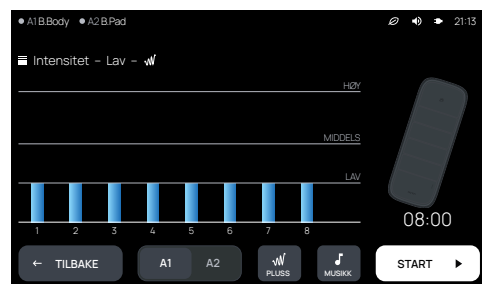 A1 B.Body A2 B.Pad 21:13
Intensitet – Lav –
HØY
MIDDELS
LAV
1 2 3 4 5 6 7 8
08:00
← TILBAKE A1 A2 PLUSS MUSIKK START